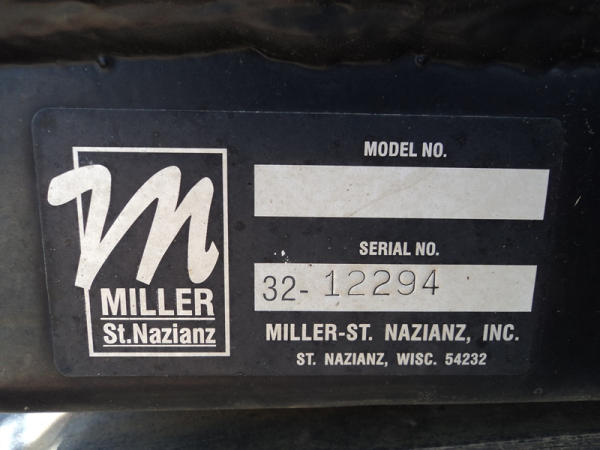 M
MILLER
St.Nazianz
MODEL NO.
SERIAL NO.
32-12294
MILLER-ST. NAZIANZ, INC.
ST. NAZIANZ, WISC. 54232